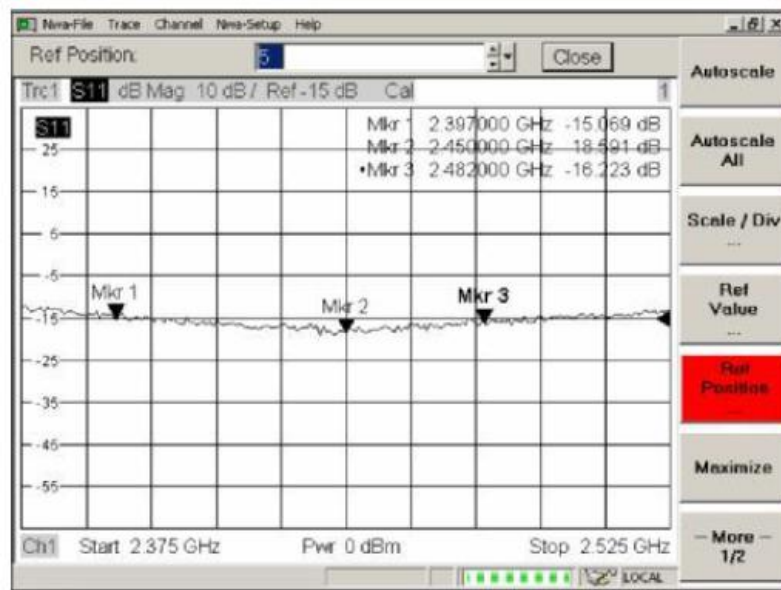 Nwa-File Trace Channel Nwa-Setup Help
Ref Position: 5 Close
Trc1 S11 dB Mag 10 dB / Ref -15 dB Cal 1
S11
Mkr 1 2.397000 GHz -15.069 dB
Mkr 2 2.450000 GHz 18.591 dB
•Mkr 3 2.482000 GHz -16.223 dB
25
15
5
-5
-15
-25
-35
-45
-55
Mkr 1
Mkr 2
Mkr 3
Ch1 Start 2.375 GHz Pwr 0 dBm Stop 2.525 GHz
LOCAL
Autoscale
Autoscale
All
Scale / Div
...
Ref
Value
...
Ref
Position
...
Maximize
— More —
1/2